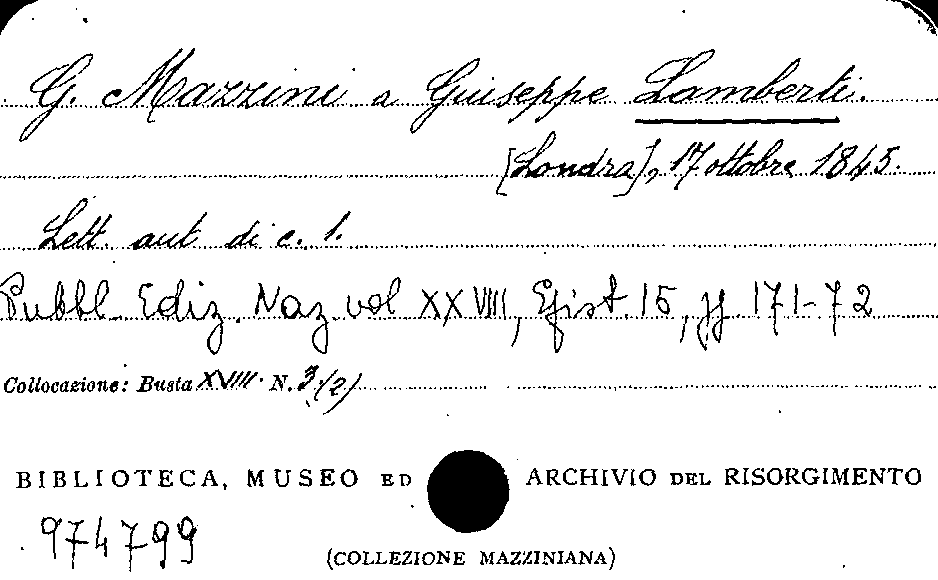 G. Mazzini a Giuseppe Lamberti.
[Londra], 17 ottobre 1845.
Lett. aut. di c. 1.
Pubbl. Ediz. Naz. vol XXVIII, Epist. 15, pp. 171-72
Collocazione: Busta XVIII. N. 3/(2)
BIBLIOTECA, MUSEO ED ARCHIVIO DEL RISORGIMENTO
974799
(COLLEZIONE MAZZINIANA)